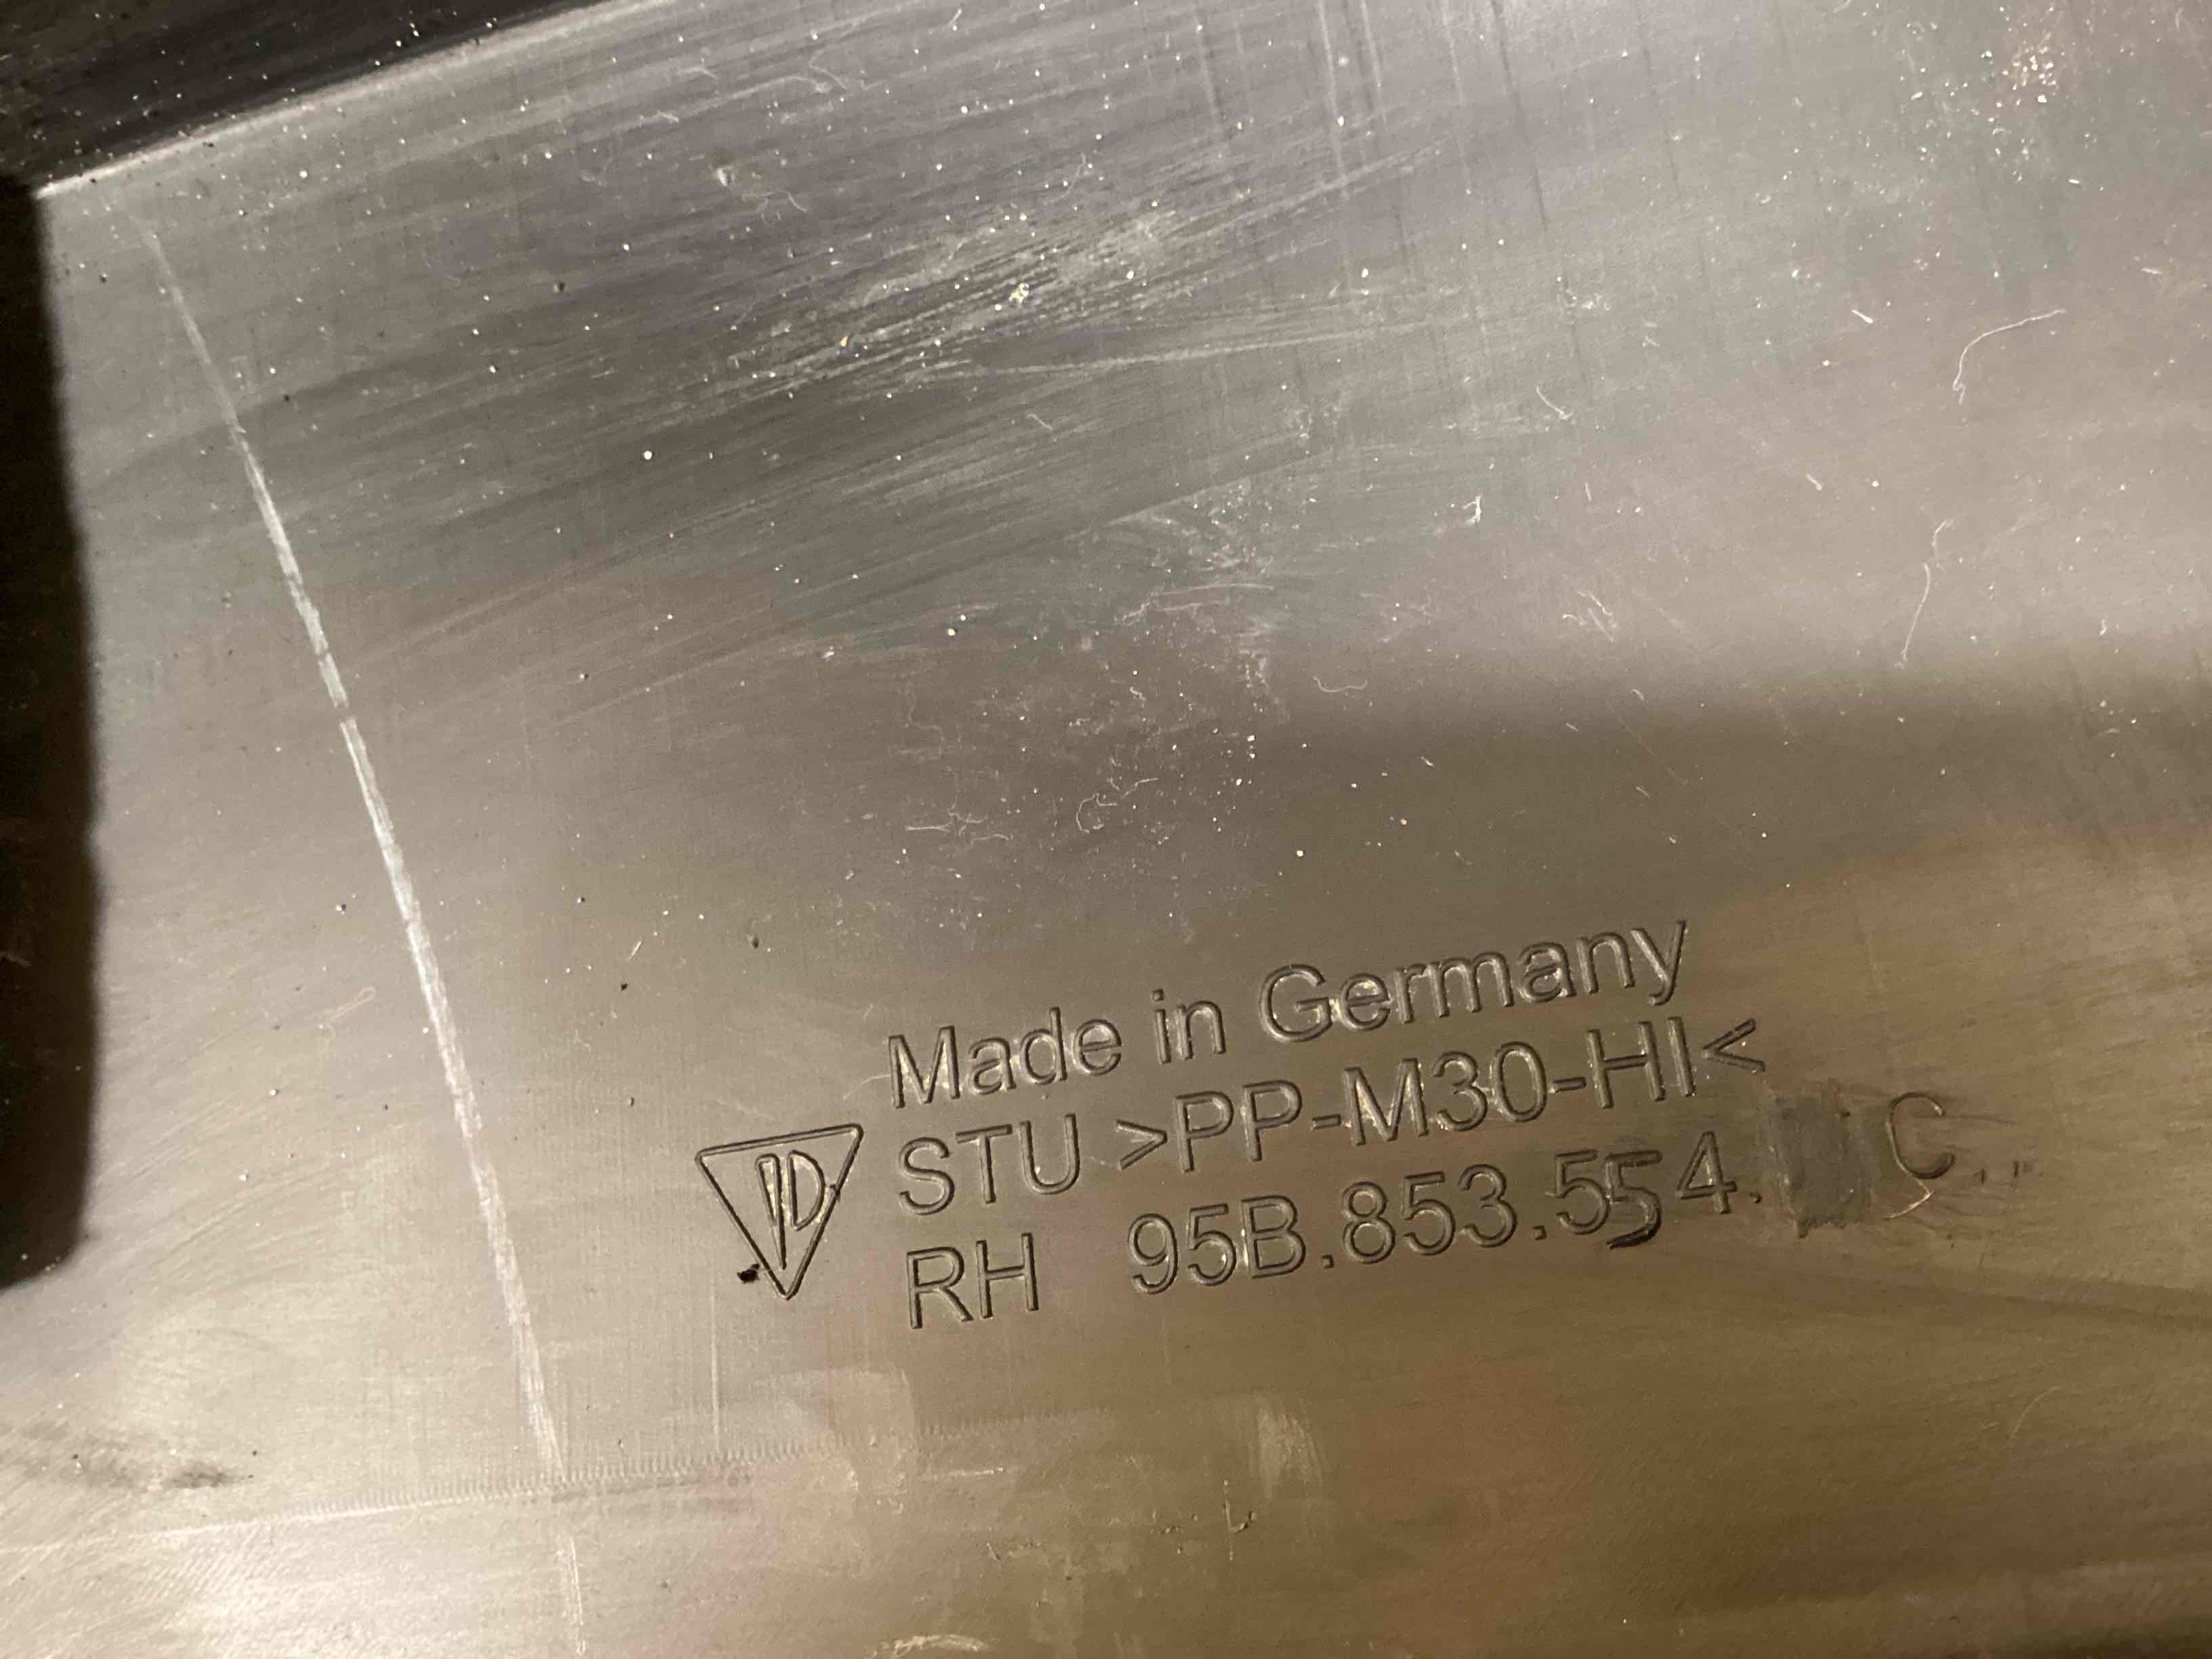 Made in Germany
STU >PP-M30-HI<
RH 95B.853.554. C